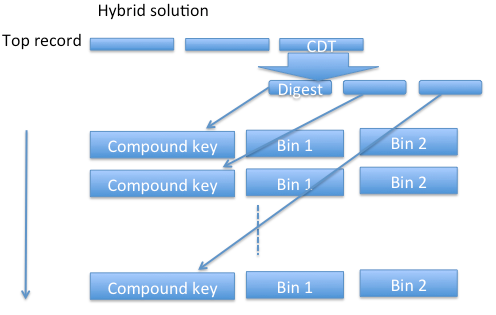 Hybrid solution
Top record
CDT
Digest
Compound key Bin 1 Bin 2
Compound key Bin 1 Bin 2
Compound key Bin 1 Bin 2